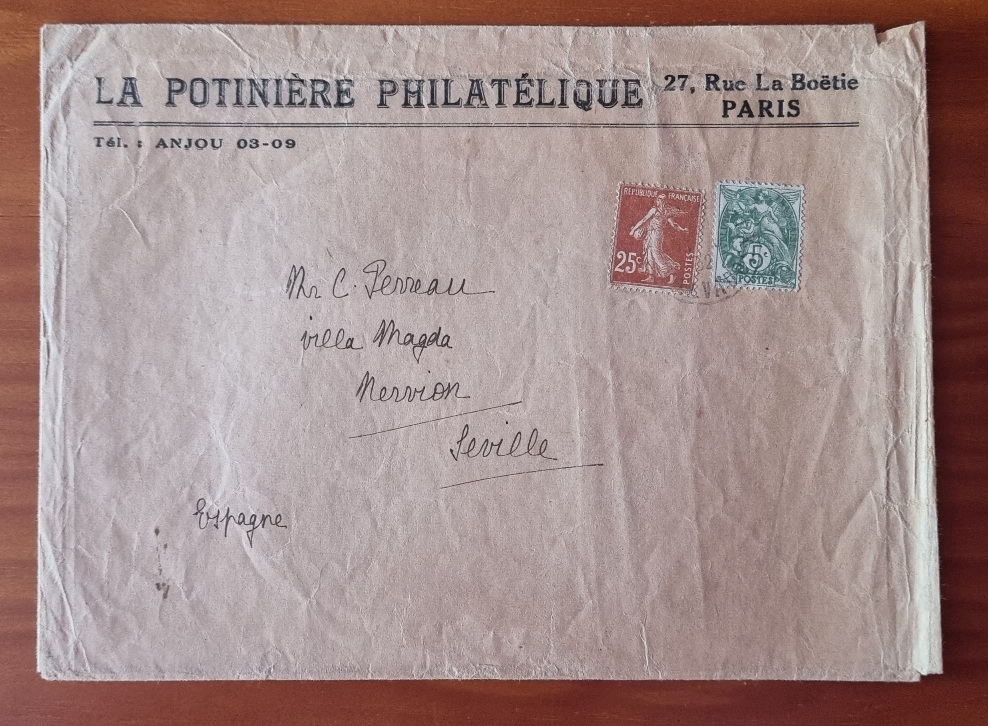 LA POTINIÈRE PHILATÉLIQUE
27, Rue La Boëtie
PARIS
Tél. : ANJOU 03-09
REPUBLIQUE FRANÇAISE
25c
POSTES
5c
POSTES
Mr C. Perreau
villa Magda
Nervion
Seville
Espagne